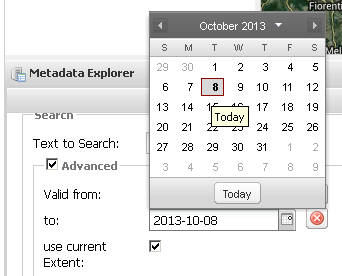 Fiorenti
October 2013
S M T W T F S
29 30 1 2 3 4 5
6 7 8 9 10 11 12
13 14 15 16 17 18 19
20 21 23 24 25 26
27 28 29 30 31 1 2
3 4 5 6 7 8 9
Today
Today
Metadata Explorer
Search
Text to Search:
Advanced
Valid from:
to: 2013-10-08
use current
Extent: